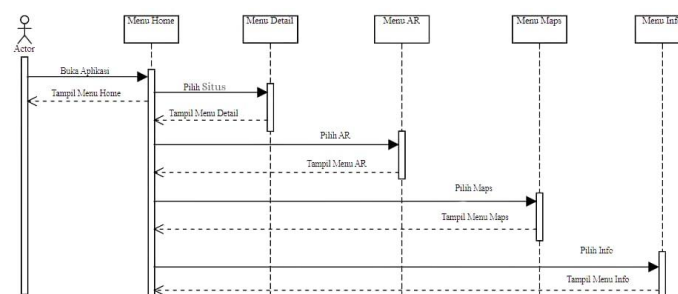 Menu Home
Menu Detail
Menu AR
Menu Maps
Menu Info
Actor
Buka Aplikasi
Tampil Menu Home
Pilih Situs
Tampil Menu Detail
Pilih AR
Tampil Menu AR
Pilih Maps
Tampil Menu Maps
Pilih Info
Tampil Menu Info